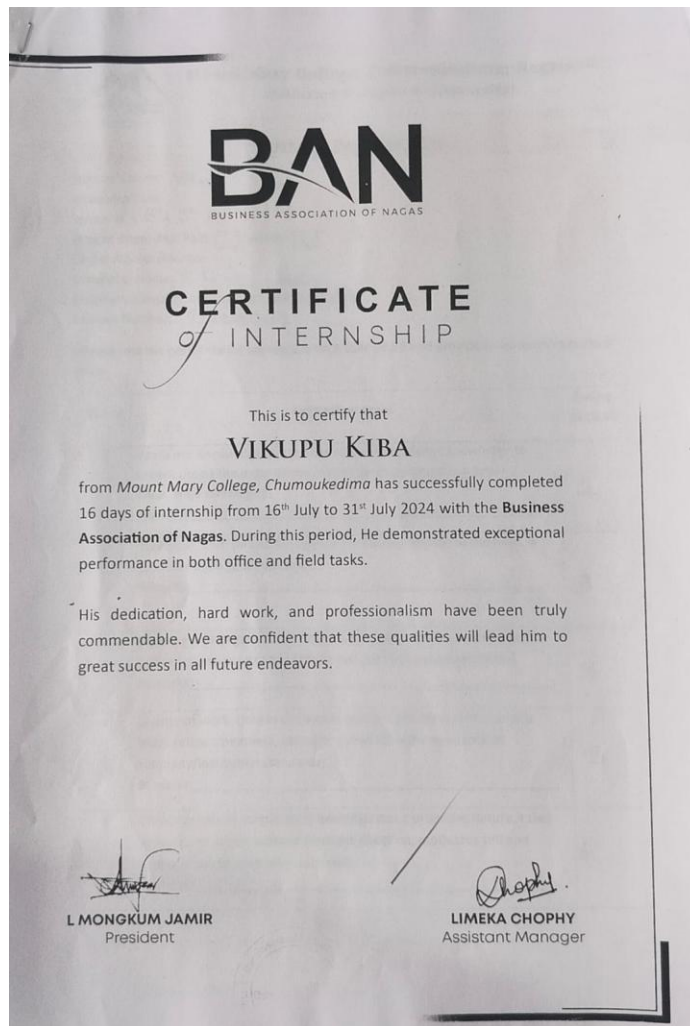 BAN
BUSINESS ASSOCIATION OF NAGAS
CERTIFICATE
of INTERNSHIP
This is to certify that
VIKUPU KIBA
from Mount Mary College, Chumoukedima has successfully completed
16 days of internship from 16th July to 31st July 2024 with the Business
Association of Nagas. During this period, He demonstrated exceptional
performance in both office and field tasks.
His dedication, hard work, and professionalism have been truly
commendable. We are confident that these qualities will lead him to
great success in all future endeavors.
Chophy.
L MONGKUM JAMIR
President
LIMEKA CHOPHY
Assistant Manager